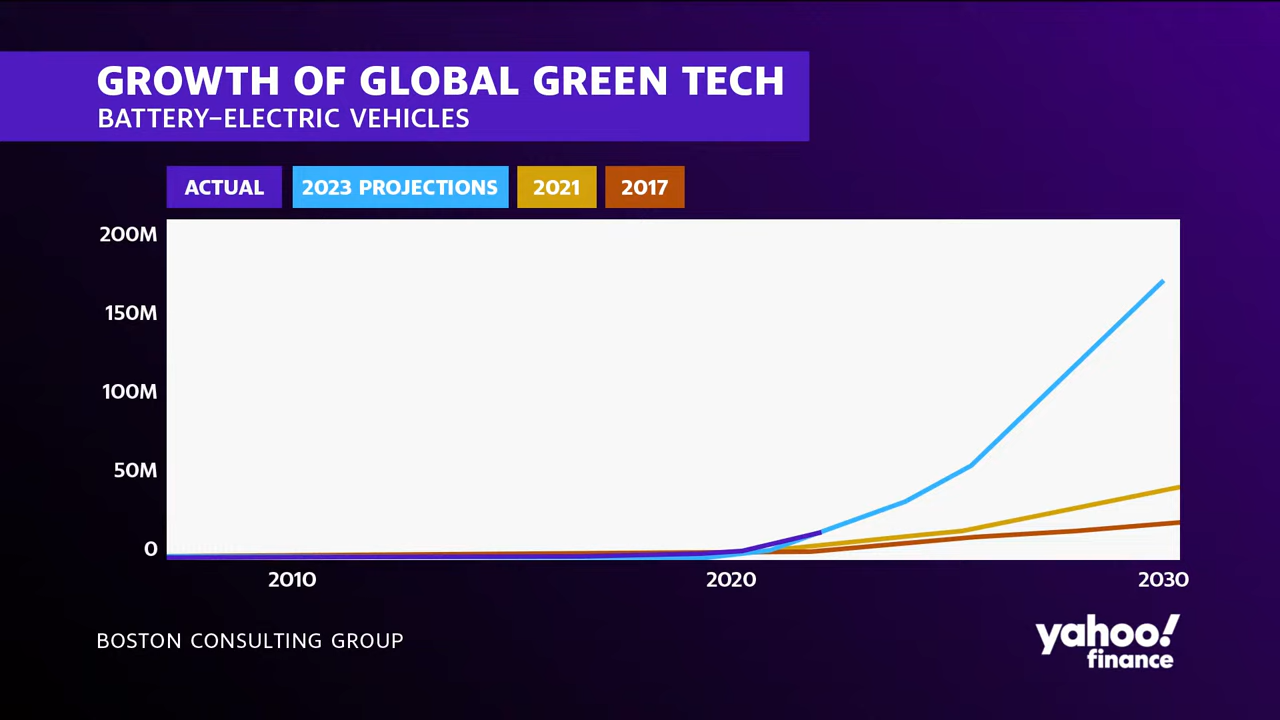 GROWTH OF GLOBAL GREEN TECH
BATTERY-ELECTRIC VEHICLES
ACTUAL 2023 PROJECTIONS 2021 2017
200M
150M
100M
50M
0
2010 2020 2030
BOSTON CONSULTING GROUP
yahoo!
finance